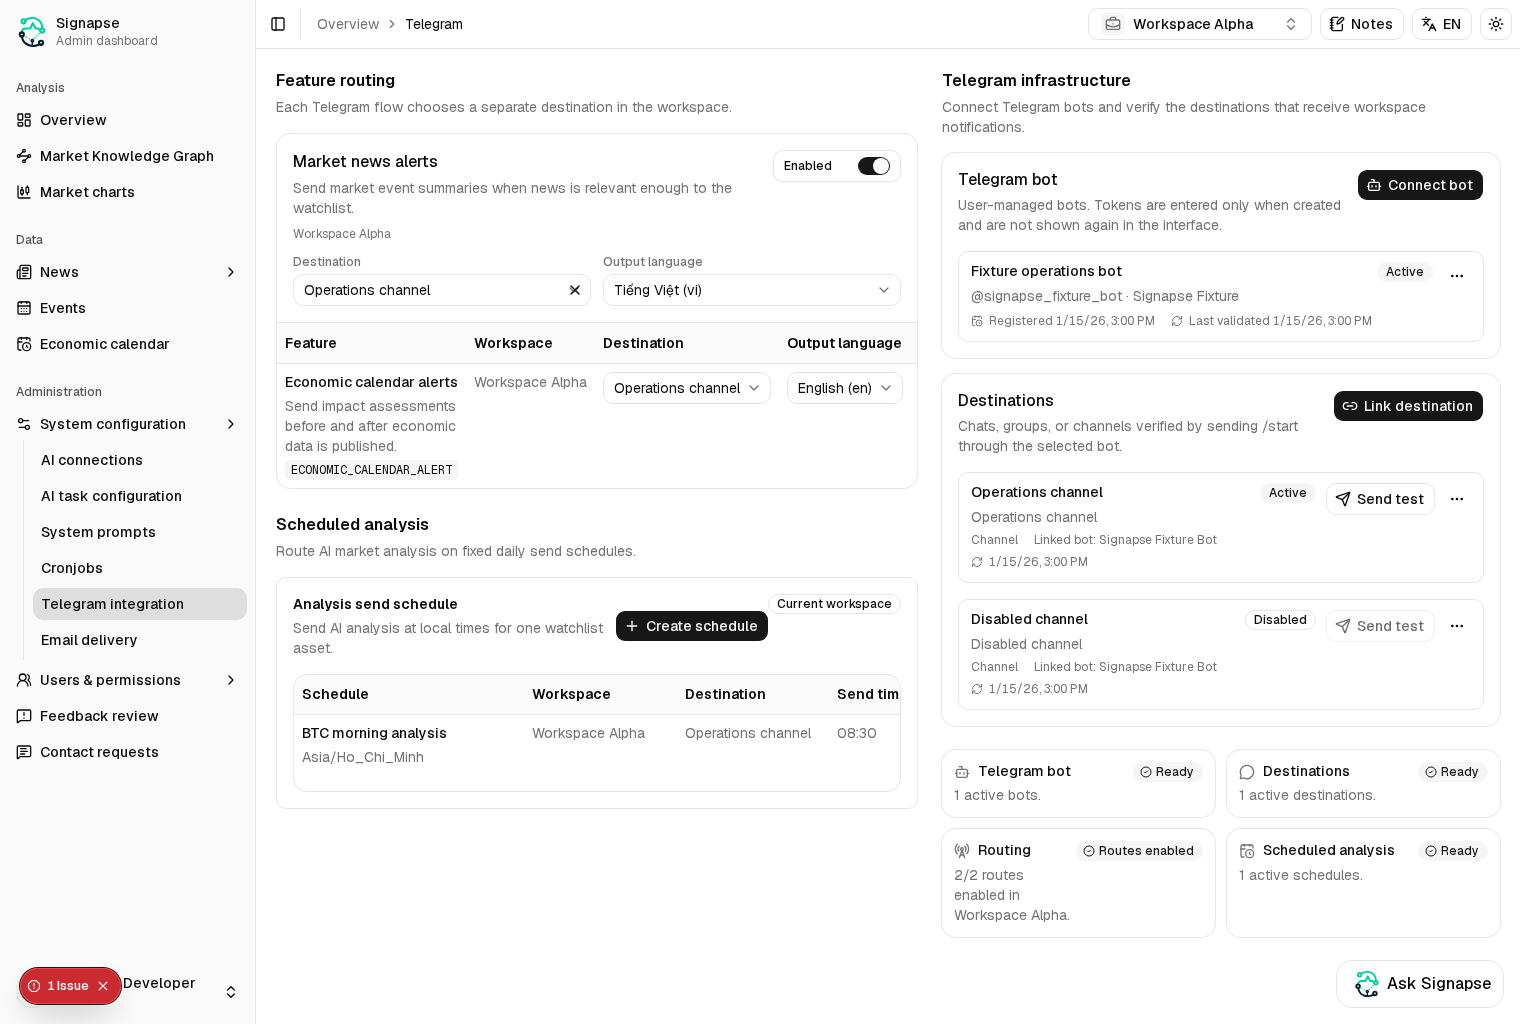 Signapse
Admin dashboard
Analysis
Overview
Market Knowledge Graph
Market charts
Data
News
Events
Economic calendar
Administration
System configuration
AI connections
AI task configuration
System prompts
Cronjobs
Telegram integration
Email delivery
Users & permissions
Feedback review
Contact requests
1 Issue
Developer
Overview
Telegram
Workspace Alpha
Notes
EN
Feature routing
Each Telegram flow chooses a separate destination in the workspace.
Market news alerts
Enabled
Send market event summaries when news is relevant enough to the
watchlist.
Workspace Alpha
Destination
Output language
Operations channel
Tiếng Việt (vi)
Feature Workspace Destination Output language
Economic calendar alerts
Workspace Alpha
Operations channel
English (en)
Send impact assessments
before and after economic
data is published.
ECONOMIC_CALENDAR_ALERT
Scheduled analysis
Route AI market analysis on fixed daily send schedules.
Analysis send schedule
Send AI analysis at local times for one watchlist
asset.
Create schedule
Current workspace
Schedule Workspace Destination Send tim
BTC morning analysis Workspace Alpha Operations channel 08:30
Asia/Ho_Chi_Minh
Telegram infrastructure
Connect Telegram bots and verify the destinations that receive workspace
notifications.
Telegram bot
Connect bot
User-managed bots. Tokens are entered only when created
and are not shown again in the interface.
Fixture operations bot
Active
@signapse_fixture_bot · Signapse Fixture
Registered 1/15/26, 3:00 PM Last validated 1/15/26, 3:00 PM
Destinations
Link destination
Chats, groups, or channels verified by sending /start
through the selected bot.
Operations channel
Active
Send test
Operations channel
Channel Linked bot: Signapse Fixture Bot
1/15/26, 3:00 PM
Disabled channel
Disabled
Send test
Disabled channel
Channel Linked bot: Signapse Fixture Bot
1/15/26, 3:00 PM
Telegram bot
Ready
1 active bots.
Destinations
Ready
1 active destinations.
Routing
Routes enabled
2/2 routes
enabled in
Workspace Alpha.
Scheduled analysis
Ready
1 active schedules.
Ask Signapse